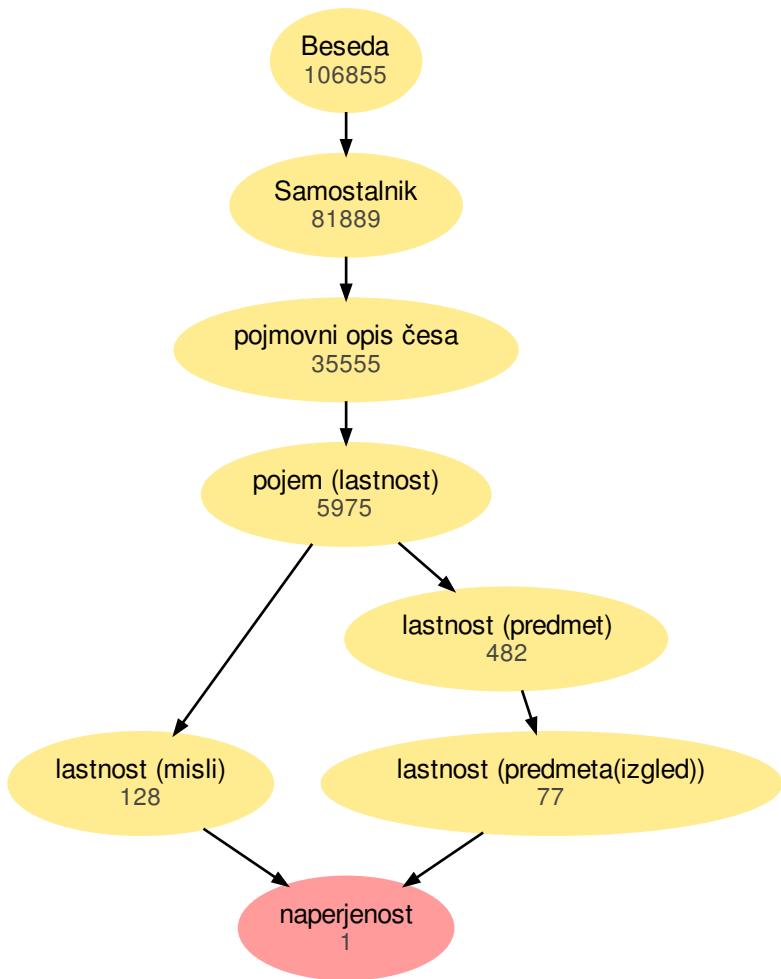 Beseda
106855
Samostalnik
81889
pojmovni opis česa
35555
pojem (lastnost)
5975
lastnost (predmet)
482
lastnost (misli)
128
lastnost (predmeta(izgled))
77
naperjenost
1